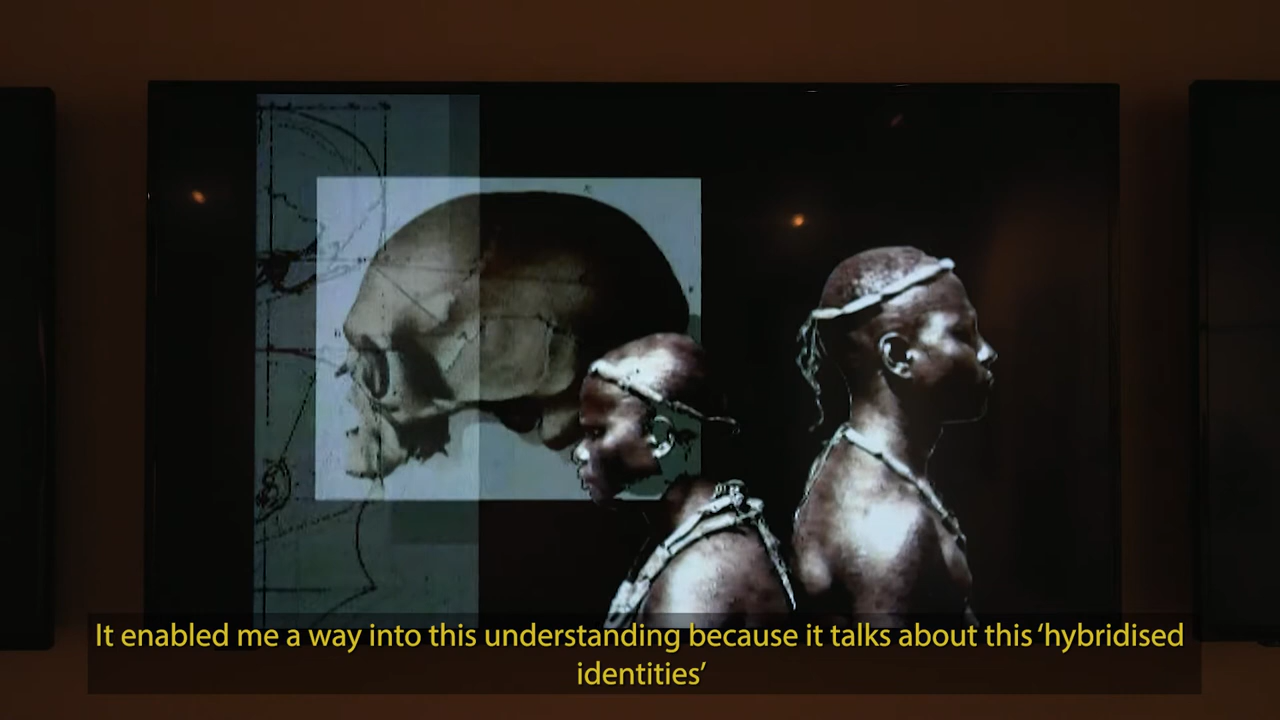 It enabled me a way into this understanding because it talks about this ‘hybridised
identities’